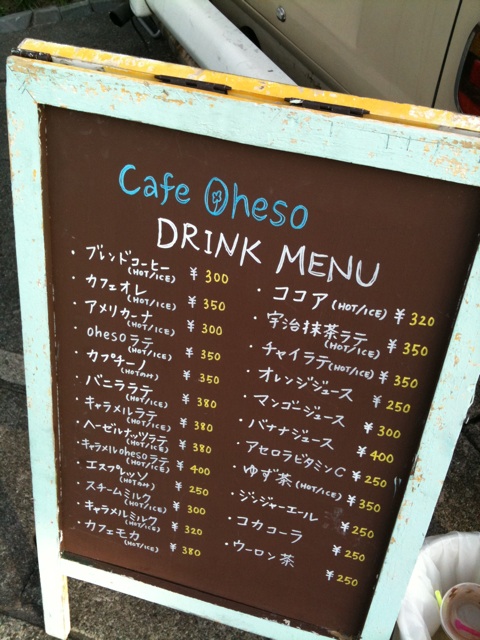 Cafe Oheso
DRINK MENU
・ブレンドコーヒー (HOT/ICE) ¥300
・カフェオレ (HOT/ICE) ¥350
・アメリカーナ (HOT/ICE) ¥300
・ohesoラテ (HOT/ICE) ¥350
・カプチーノ (HOTのみ) ¥350
・バニララテ (HOT/ICE) ¥380
・キャラメルラテ (HOT/ICE) ¥380
・ヘーゼルナッツラテ (HOT/ICE) ¥380
・キャラメルohesoラテ (HOT/ICE) ¥400
・エスプレッソ (HOTのみ) ¥250
・スチームミルク (HOT/ICE) ¥300
・キャラメルミルク (HOT/ICE) ¥320
・カフェモカ (HOT/ICE) ¥380
・ココア (HOT/ICE) ¥320
・宇治抹茶ラテ (HOT/ICE) ¥350
・チャイラテ (HOT/ICE) ¥350
・オレンジジュース ¥250
・マンゴージュース ¥300
・バナナジュース ¥400
・アセロラビタミンC ¥250
・ゆず茶 (HOT/ICE) ¥350
・ジンジャーエール ¥250
・コカコーラ ¥250
・ウーロン茶 ¥250